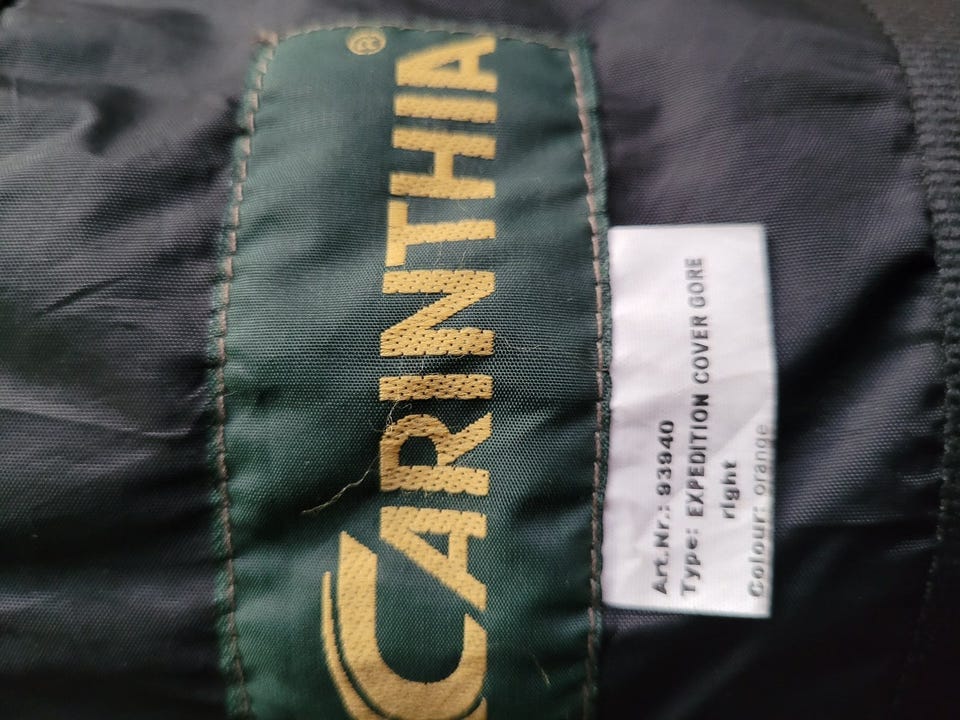 CARINTHIA®
Art.Nr.: 93940
Type: EXPEDITION COVER GORE
right
Colour: orange